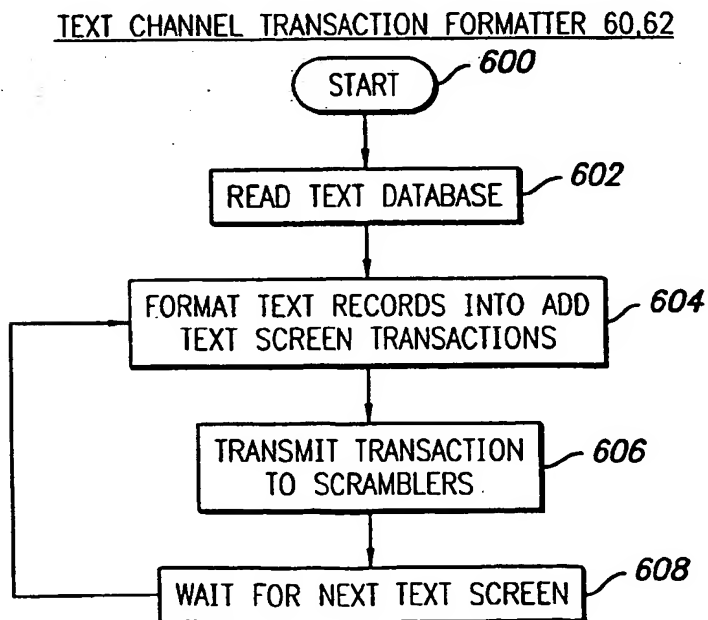 TEXT CHANNEL TRANSACTION FORMATTER 60,62
600
START
602
READ TEXT DATABASE
FORMAT TEXT RECORDS INTO ADD
TEXT SCREEN TRANSACTIONS
604
TRANSMIT TRANSACTION
TO SCRAMBLERS
606
WAIT FOR NEXT TEXT SCREEN
608